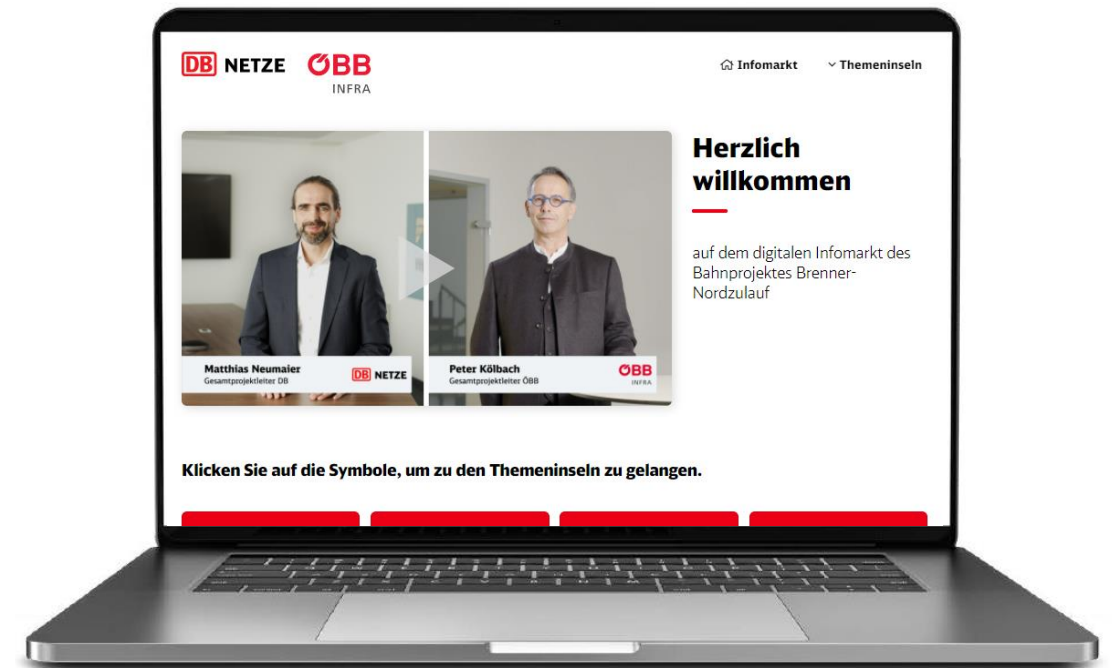 DB NETZE ÖBB
INFRA
Infomarkt Themeninseln
Herzlich
willkommen
auf dem digitalen Infomarkt des
Bahnprojektes Brenner-
Nordzulauf
Matthias Neumaier
Gesamtprojektleiter DB
DB NETZE
Peter Kölbach
Gesamtprojektleiter ÖBB
ÖBB
INFRA
Klicken Sie auf die Symbole, um zu den Themeninseln zu gelangen.